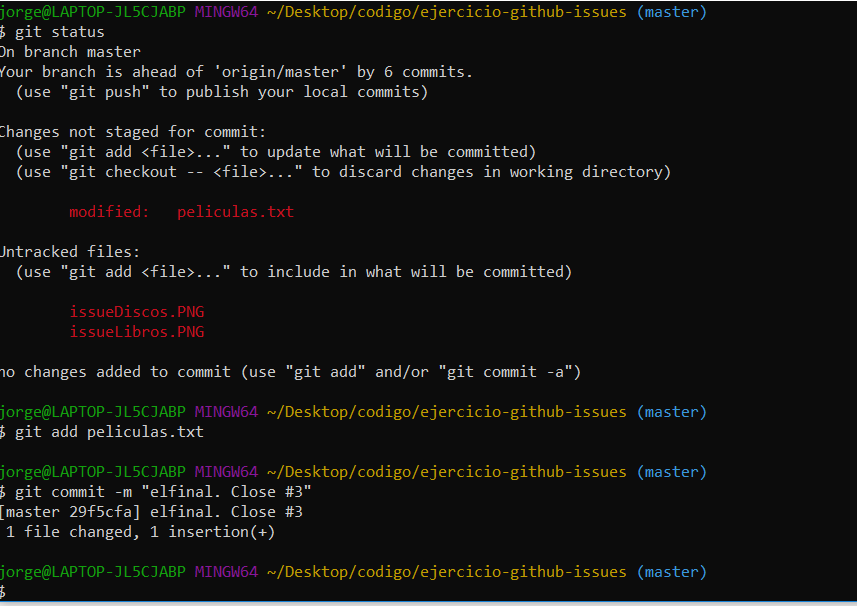 jorge@LAPTOP-JL5CJABP MINGW64 ~/Desktop/codigo/ejercicio-github-issues (master)
$ git status
On branch master
Your branch is ahead of 'origin/master' by 6 commits.
  (use "git push" to publish your local commits)

Changes not staged for commit:
  (use "git add <file>..." to update what will be committed)
  (use "git checkout -- <file>..." to discard changes in working directory)

        modified:   peliculas.txt

Untracked files:
  (use "git add <file>..." to include in what will be committed)

        issueDiscos.PNG
        issueLibros.PNG

no changes added to commit (use "git add" and/or "git commit -a")

jorge@LAPTOP-JL5CJABP MINGW64 ~/Desktop/codigo/ejercicio-github-issues (master)
$ git add peliculas.txt

jorge@LAPTOP-JL5CJABP MINGW64 ~/Desktop/codigo/ejercicio-github-issues (master)
$ git commit -m "elfinal. Close #3"
[master 29f5cfa] elfinal. Close #3
 1 file changed, 1 insertion(+)

jorge@LAPTOP-JL5CJABP MINGW64 ~/Desktop/codigo/ejercicio-github-issues (master)
$